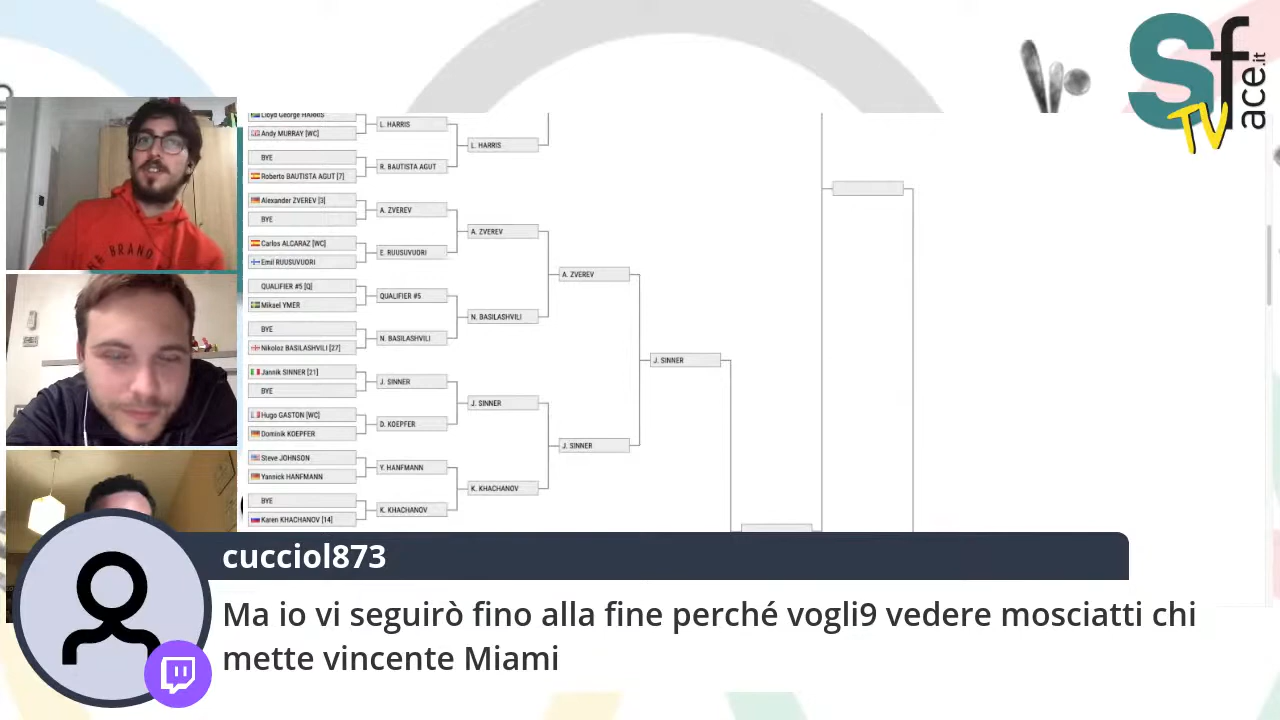 Sf
ace.it
TV
BRAND
Lloyd George HARRIS
Andy MURRAY [WC]
BYE
Roberto BAUTISTA AGUT [7]
Alexander ZVEREV [3]
BYE
Carlos ALCARAZ [WC]
Emil RUUSUVUORI
QUALIFIER #5 [Q]
Mikael YMER
BYE
Nikoloz BASILASHVILI [27]
Jannik SINNER [21]
BYE
Hugo GASTON [WC]
Dominik KOEPFER
Steve JOHNSON
Yannick HANFMANN
BYE
Karen KHACHANOV [14]
L. HARRIS
R. BAUTISTA AGUT
A. ZVEREV
E. RUUSUVUORI
QUALIFIER #5
N. BASILASHVILI
J. SINNER
D. KOEPFER
Y. HANFMANN
K. KHACHANOV
L. HARRIS
A. ZVEREV
N. BASILASHVILI
J. SINNER
K. KHACHANOV
A. ZVEREV
J. SINNER
J. SINNER
cucciol873
Ma io vi seguirò fino alla fine perché vogli9 vedere mosciatti chi
mette vincente Miami